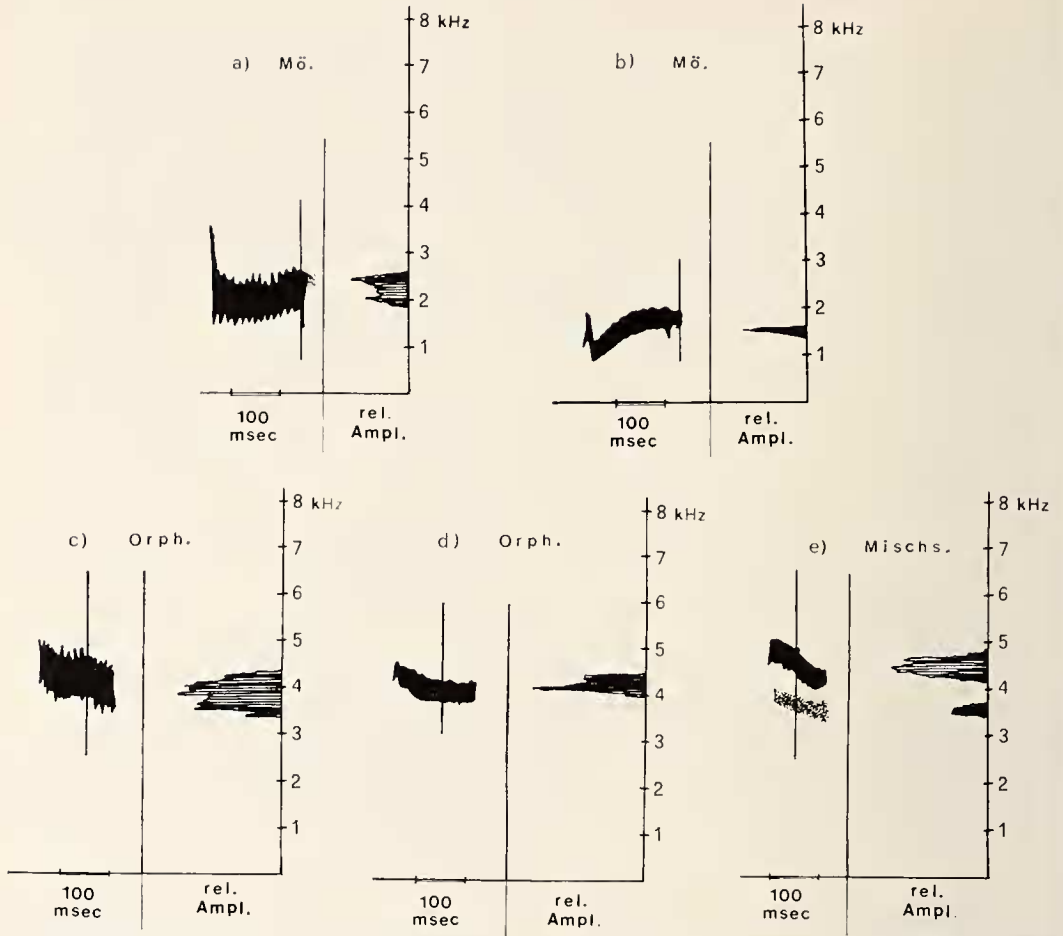 8 kHz
a) Mö.
7
6
5
4
3
2
1
100
msec
rel.
Ampl.
8 kHz
b) Mö.
7
6
5
4
3
2
1
100
msec
rel.
Ampl.
8 kHz
c) Orph.
7
6
5
4
3
2
1
100
msec
rel.
Ampl.
8 kHz
d) Orph.
7
6
5
4
3
2
1
100
msec
rel.
Ampl.
8 kHz
e) Mischs.
7
6
5
4
3
2
1
100
msec
rel.
Ampl.